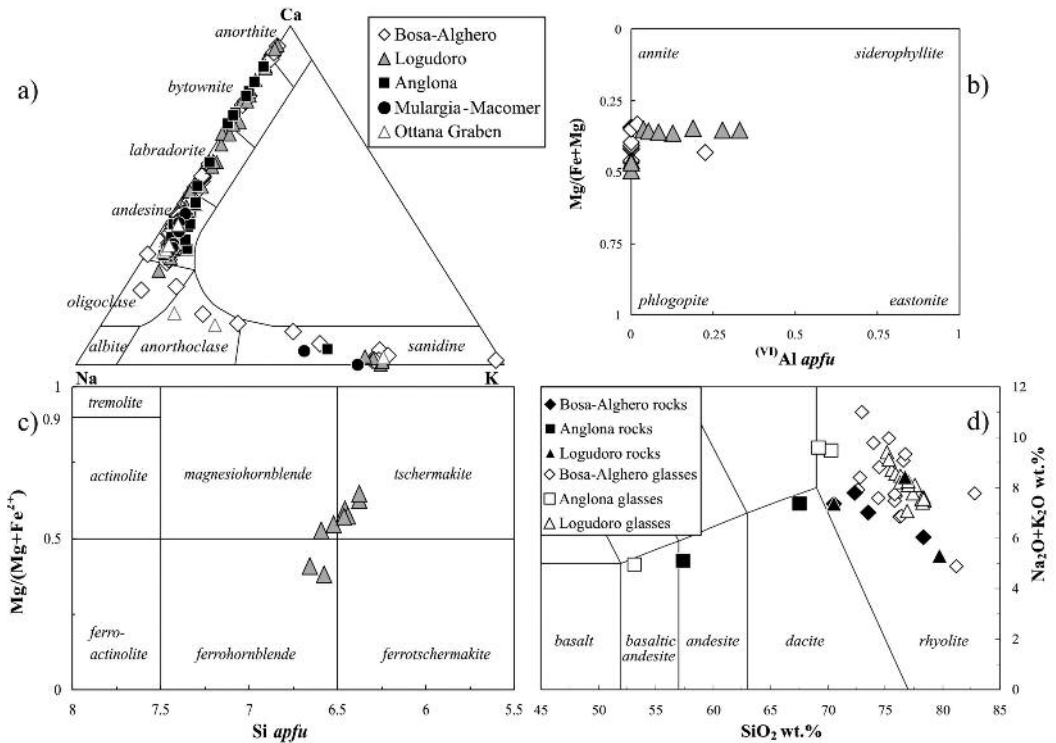 a)
Ca
anorthite
bytownite
labradorite
andesine
oligoclase
albite
anorthoclase
sanidine
Na
K
Bosa-Alghero
Logudoro
Anglona
Mulargia-Macomer
Ottana Graben
b)
0
0.25
0.5
0.75
1
Mg/(Fe+Mg)
annite
siderophyllite
phlogopite
eastonite
0
0.25
0.5
0.75
1
(VI)Al apfu
c)
1
0.9
0.5
0
Mg/(Mg+Fe2+)
tremolite
actinolite
magnesiohornblende
tschermakite
ferro-
actinolite
ferrohornblende
ferrotschermakite
8
7.5
7
6.5
6
5.5
Si apfu
d)
Bosa-Alghero rocks
Anglona rocks
Logudoro rocks
Bosa-Alghero glasses
Anglona glasses
Logudoro glasses
basalt
basaltic
andesite
andesite
dacite
rhyolite
12
10
8
6
4
2
0
Na2O+K2O wt.%
45
50
55
60
65
70
75
80
85
SiO2 wt.%